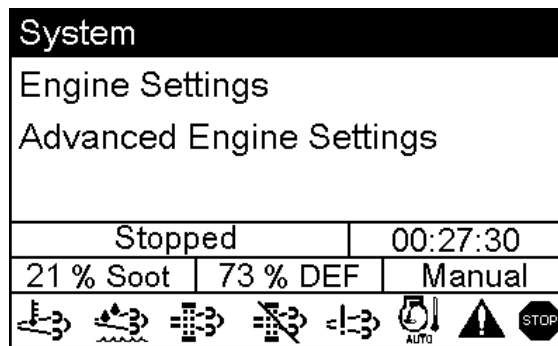 System
Engine Settings
Advanced Engine Settings
Stopped 00:27:30
21 % Soot 73 % DEF Manual
AUTO STOP